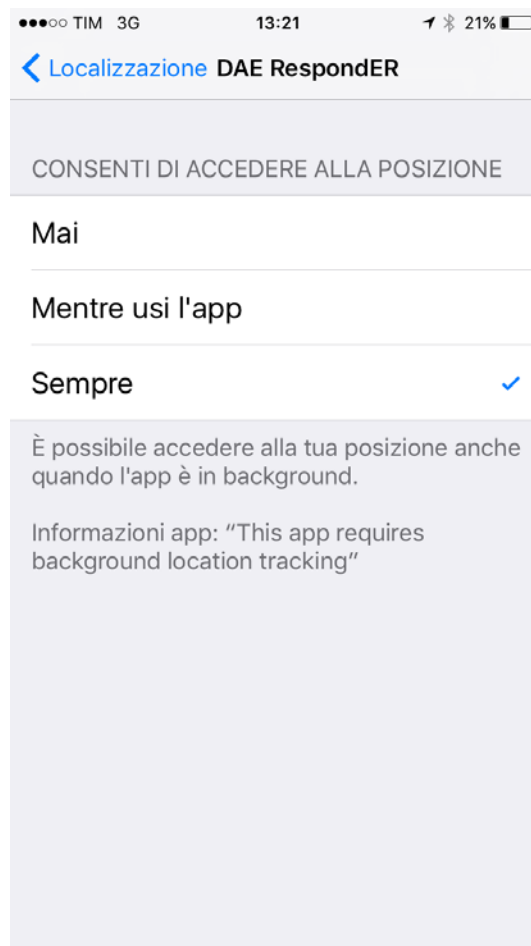 TIM 3G 13:21 21%
Localizzazione DAE RespondER
CONSENTI DI ACCEDERE ALLA POSIZIONE
Mai
Mentre usi l'app
Sempre
È possibile accedere alla tua posizione anche
quando l'app è in background.
Informazioni app: “This app requires
background location tracking”